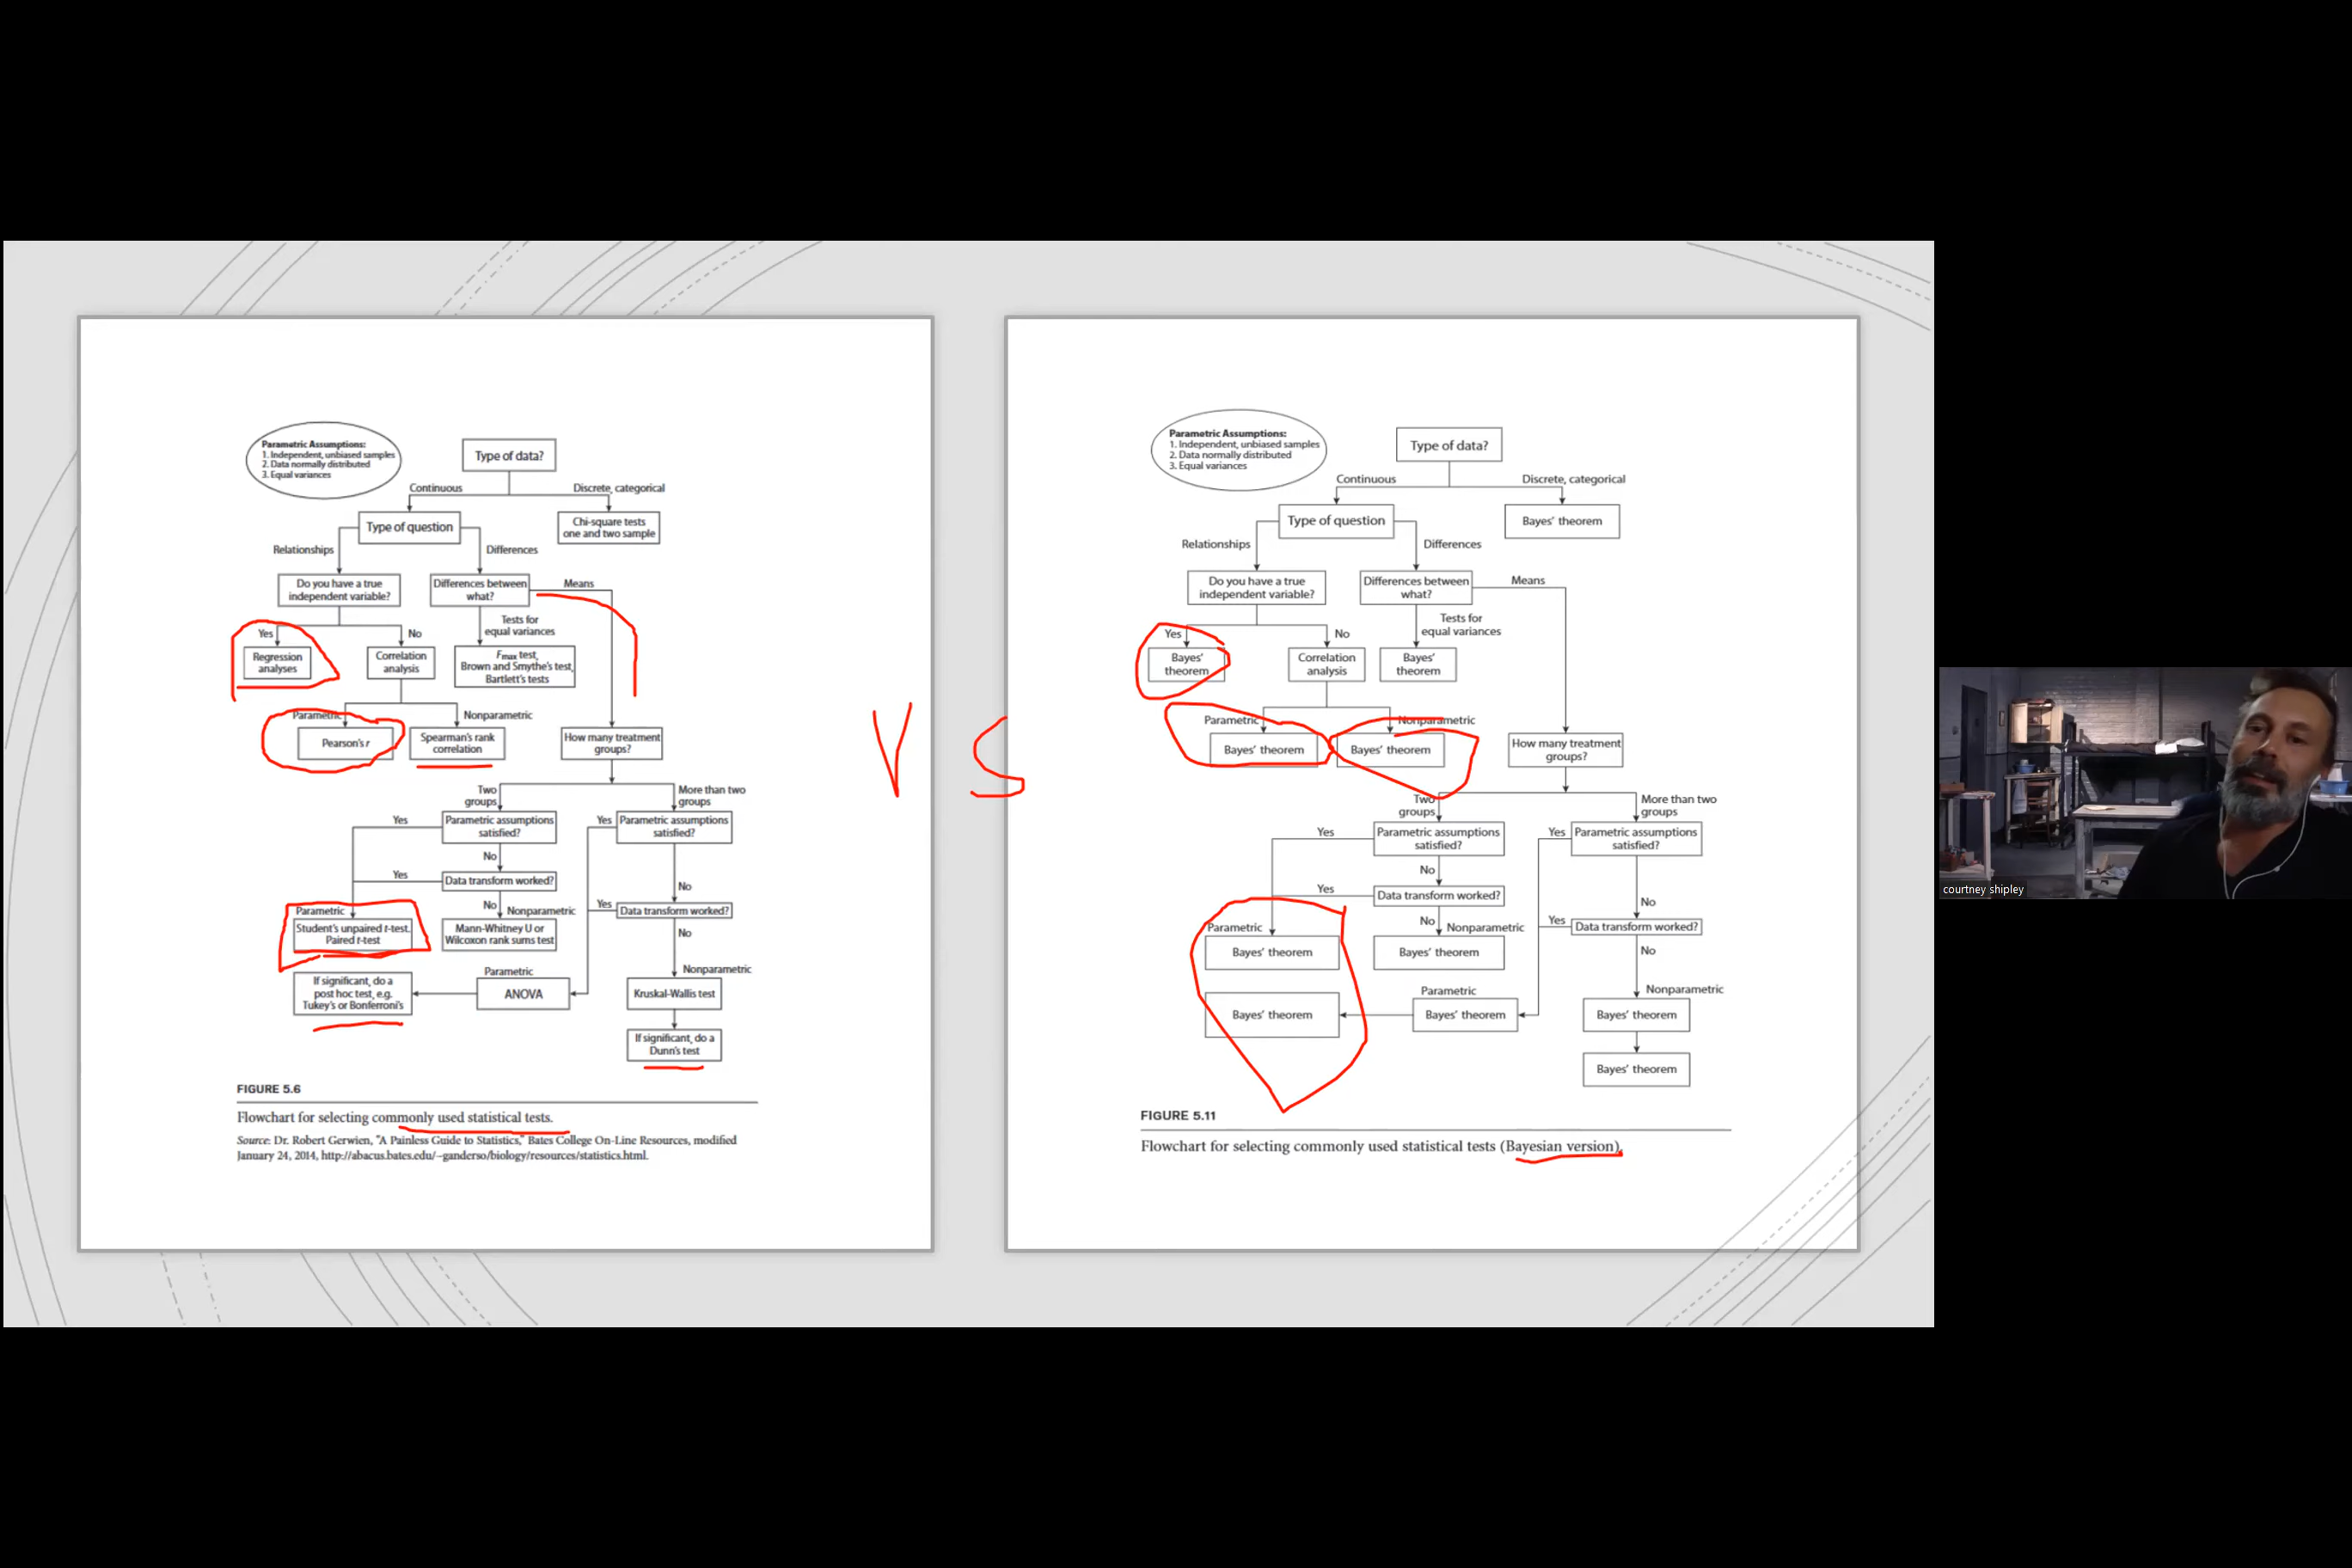 Parametric Assumptions:
1. Independent, unbiased samples
2. Data normally distributed
3. Equal variances
Type of data?
Continuous
Discrete, categorical
Type of question
Chi-square tests
one and two sample
Relationships
Differences
Do you have a true
independent variable?
Differences between
what?
Means
Tests for
equal variances
Yes
No
Regression
analyses
Correlation
analysis
Fmax test,
Brown and Smythe's test,
Bartlett's tests
Parametric
Nonparametric
Pearson's r
Spearman's rank
correlation
How many treatment
groups?
Two
groups
More than two
groups
Yes
Parametric assumptions
satisfied?
Yes
Parametric assumptions
satisfied?
No
Yes
Data transform worked?
No
No
Nonparametric
Yes
Data transform worked?
Parametric
Student's unpaired t-test.
Paired t-test
Mann-Whitney U or
Wilcoxon rank sums test
No
Parametric
Nonparametric
If significant, do a
post hoc test, e.g.
Tukey's or Bonferroni's
ANOVA
Kruskal-Wallis test
If significant, do a
Dunn's test
FIGURE 5.6
Flowchart for selecting commonly used statistical tests.
Source: Dr. Robert Gerwien, "A Painless Guide to Statistics," Bates College On-Line Resources, modified
January 24, 2014, http://abacus.bates.edu/~ganderso/biology/resources/statistics.html.
VS
Parametric Assumptions:
1. Independent, unbiased samples
2. Data normally distributed
3. Equal variances
Type of data?
Continuous
Discrete, categorical
Type of question
Bayes' theorem
Relationships
Differences
Do you have a true
independent variable?
Differences between
what?
Means
Tests for
equal variances
Yes
No
Bayes'
theorem
Correlation
analysis
Bayes'
theorem
Parametric
Nonparametric
Bayes' theorem
Bayes' theorem
How many treatment
groups?
Two
groups
More than two
groups
Yes
Parametric assumptions
satisfied?
Yes
Parametric assumptions
satisfied?
No
Yes
Data transform worked?
No
No
Nonparametric
Yes
Data transform worked?
Parametric
Bayes' theorem
Bayes' theorem
No
Parametric
Nonparametric
Bayes' theorem
Bayes' theorem
Bayes' theorem
Bayes' theorem
FIGURE 5.11
Flowchart for selecting commonly used statistical tests (Bayesian version).
courtney shipley